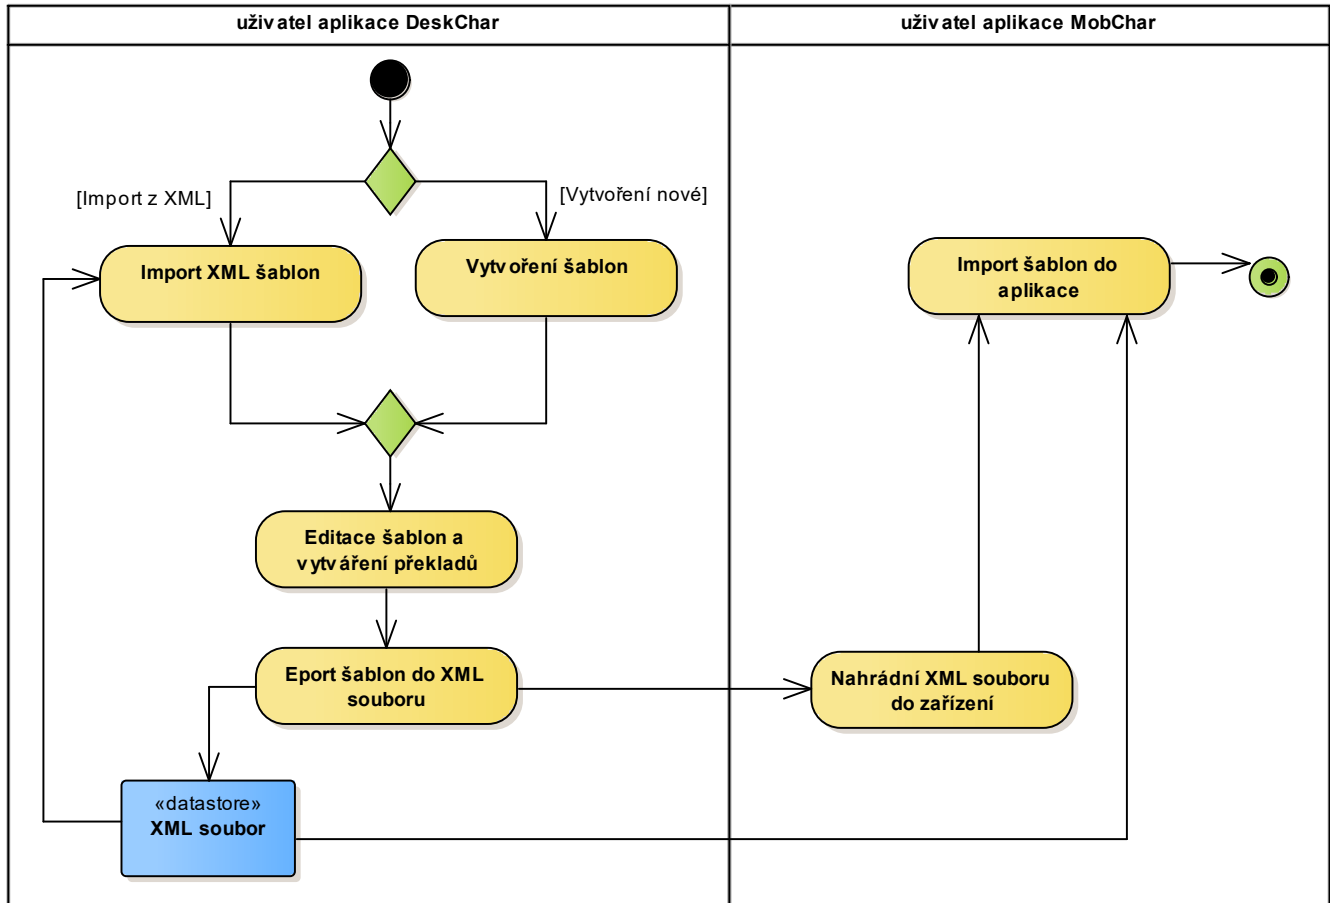 uživatel aplikace DeskChar
uživatel aplikace MobChar
[Import z XML]
[Vytvoření nové]
Import XML šablon
Vytvoření šablon
Import šablon do
aplikace
Editace šablon a
vytváření překladů
Eport šablon do XML
souboru
Nahrádní XML souboru
do zařízení
«datastore»
XML soubor